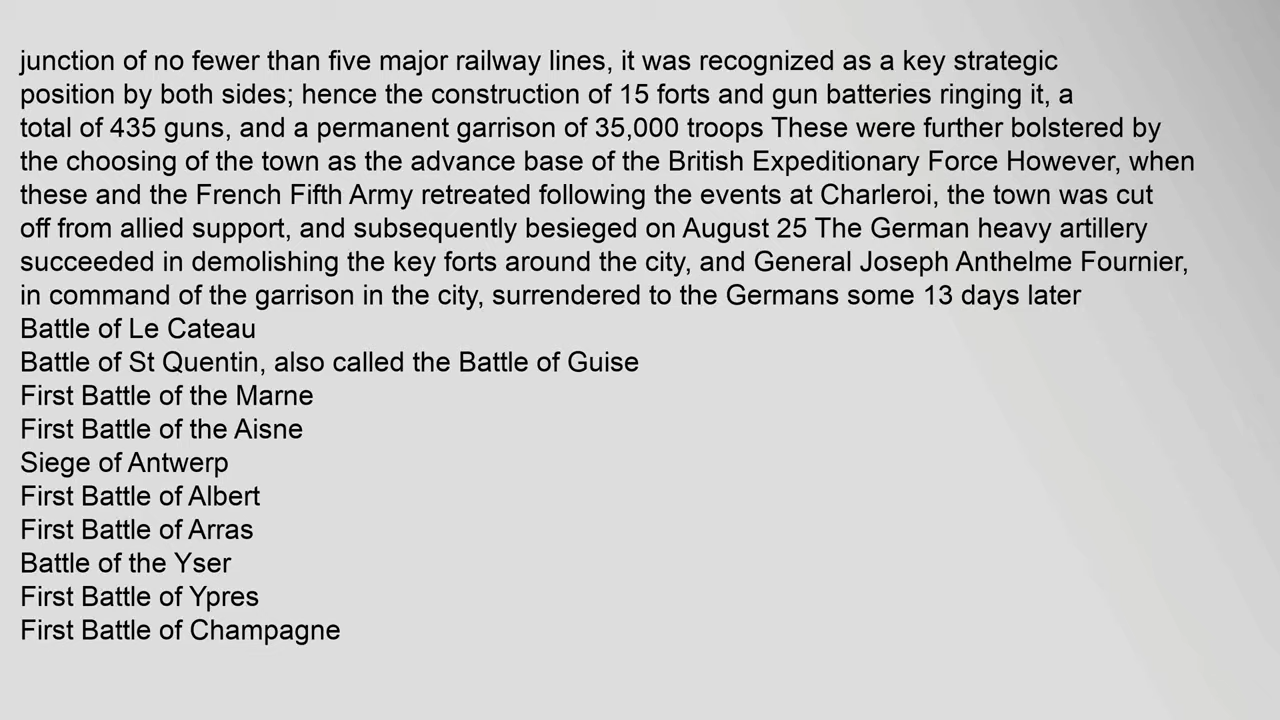 junction of no fewer than five major railway lines, it was recognized as a key strategic
position by both sides; hence the construction of 15 forts and gun batteries ringing it, a
total of 435 guns, and a permanent garrison of 35,000 troops These were further bolstered by
the choosing of the town as the advance base of the British Expeditionary Force However, when
these and the French Fifth Army retreated following the events at Charleroi, the town was cut
off from allied support, and subsequently besieged on August 25 The German heavy artillery
succeeded in demolishing the key forts around the city, and General Joseph Anthelme Fournier,
in command of the garrison in the city, surrendered to the Germans some 13 days later
Battle of Le Cateau
Battle of St Quentin, also called the Battle of Guise
First Battle of the Marne
First Battle of the Aisne
Siege of Antwerp
First Battle of Albert
First Battle of Arras
Battle of the Yser
First Battle of Ypres
First Battle of Champagne